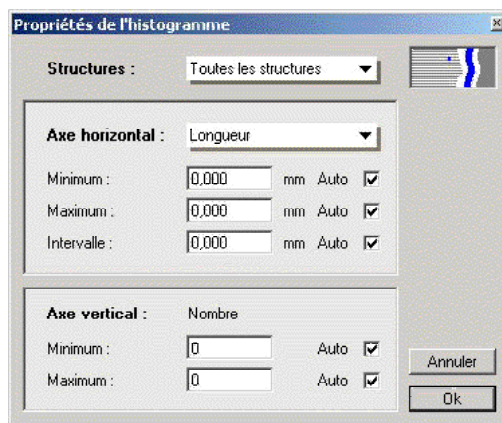 Propriétés de l'histogramme
Structures : Toutes les structures
Axe horizontal : Longueur
Minimum : 0,000 mm Auto
Maximum : 0,000 mm Auto
Intervalle : 0,000 mm Auto
Axe vertical : Nombre
Minimum : 0 Auto
Maximum : 0 Auto
Annuler
Ok